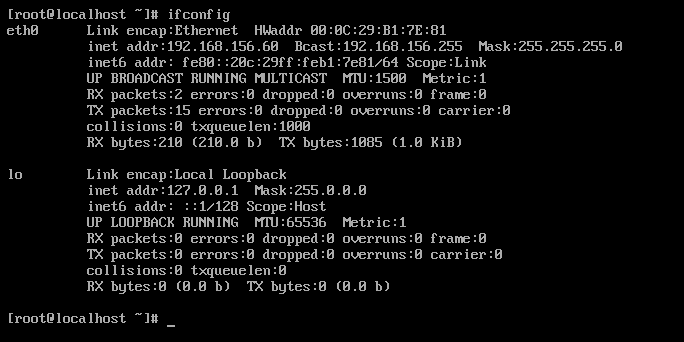 [root@localhost ~]# ifconfig
eth0      Link encap:Ethernet  HWaddr 00:0C:29:B1:7E:81
          inet addr:192.168.156.60  Bcast:192.168.156.255  Mask:255.255.255.0
          inet6 addr: fe80::20c:29ff:feb1:7e81/64 Scope:Link
          UP BROADCAST RUNNING MULTICAST  MTU:1500  Metric:1
          RX packets:2 errors:0 dropped:0 overruns:0 frame:0
          TX packets:15 errors:0 dropped:0 overruns:0 carrier:0
          collisions:0 txqueuelen:1000
          RX bytes:210 (210.0 b)  TX bytes:1085 (1.0 KiB)

lo        Link encap:Local Loopback
          inet addr:127.0.0.1  Mask:255.0.0.0
          inet6 addr: ::1/128 Scope:Host
          UP LOOPBACK RUNNING  MTU:65536  Metric:1
          RX packets:0 errors:0 dropped:0 overruns:0 frame:0
          TX packets:0 errors:0 dropped:0 overruns:0 carrier:0
          collisions:0 txqueuelen:0
          RX bytes:0 (0.0 b)  TX bytes:0 (0.0 b)

[root@localhost ~]# _